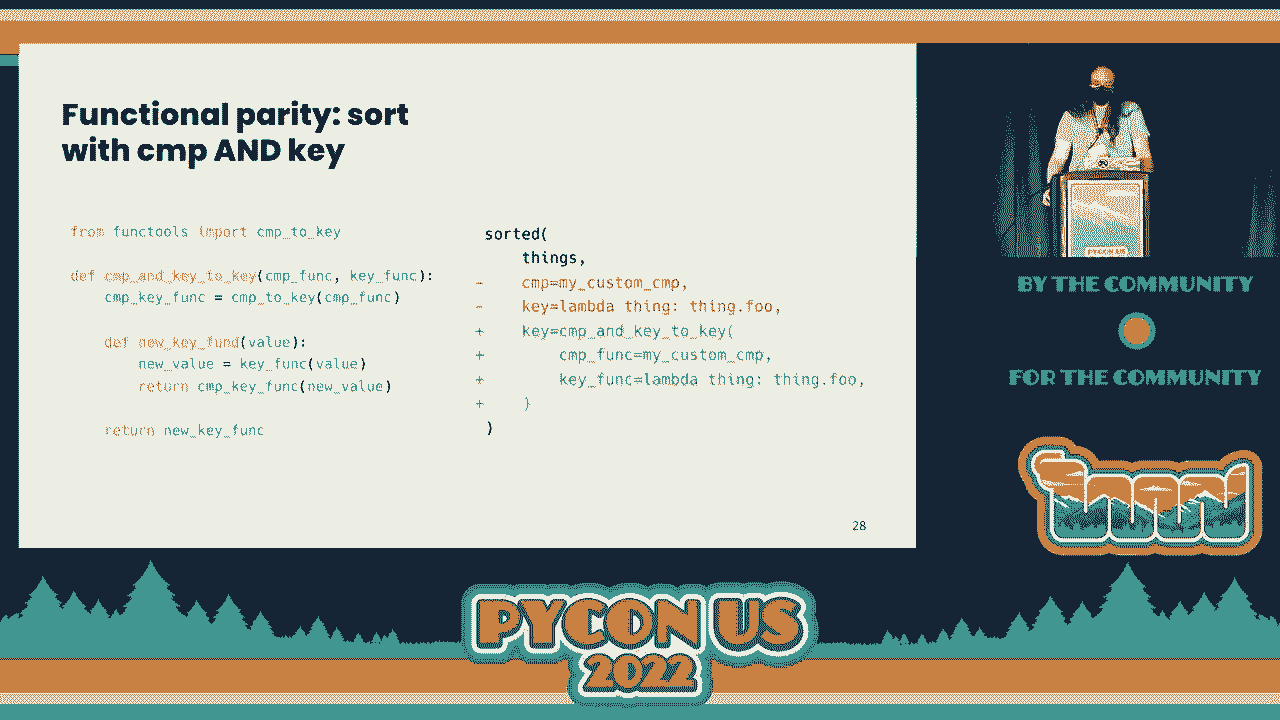 Functional parity: sort
with cmp AND key
from functools import cmp_to_key
def cmp_and_key_to_key(cmp_func, key_func):
cmp_key_func = cmp_to_key(cmp_func)
def new_key_fund(value):
new_value = key_func(value)
return cmp_key_func(new_value)
return new_key_func
sorted(
things,
- cmp=my_custom_cmp,
- key=lambda thing: thing.foo,
+ key=cmp_and_key_to_key(
+ cmp_func=my_custom_cmp,
+ key_func=lambda thing: thing.foo,
+ )
)
28
PYCON US
BY THE COMMUNITY
FOR THE COMMUNITY
PYCON US
2022